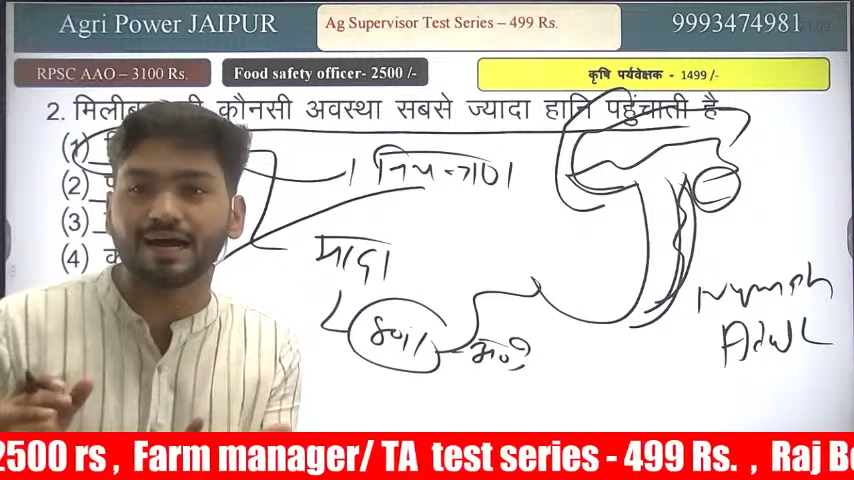 Agri Power JAIPUR
Ag Supervisor Test Series – 499 Rs.
9993474981
RPSC AAO – 3100 Rs.
Food safety officer- 2500 /-
कृषि पर्यवेक्षक - 1499 /-
2. कौनसी अवस्था सबसे ज्यादा हानि पहुंचाती है
(1)
(2)
(3)
(4)
नियन्त्रण
मादा
Nymph
Adult
2500 rs , Farm manager/ TA test series - 499 Rs. , Raj